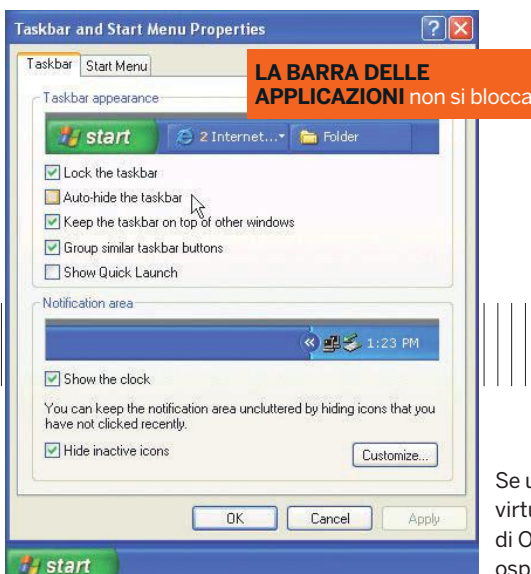 Taskbar and Start Menu Properties
Taskbar
Start Menu
LA BARRA DELLE
APPLICAZIONI non si blocca
Taskbar appearance
start
2 Internet...
Folder
Lock the taskbar
Auto-hide the taskbar
Keep the taskbar on top of other windows
Group similar taskbar buttons
Show Quick Launch
Notification area
1:23 PM
Show the clock
You can keep the notification area uncluttered by hiding icons that you
have not clicked recently.
Hide inactive icons
Customize...
OK
Cancel
Apply
start
Se
virtu
di O
osp